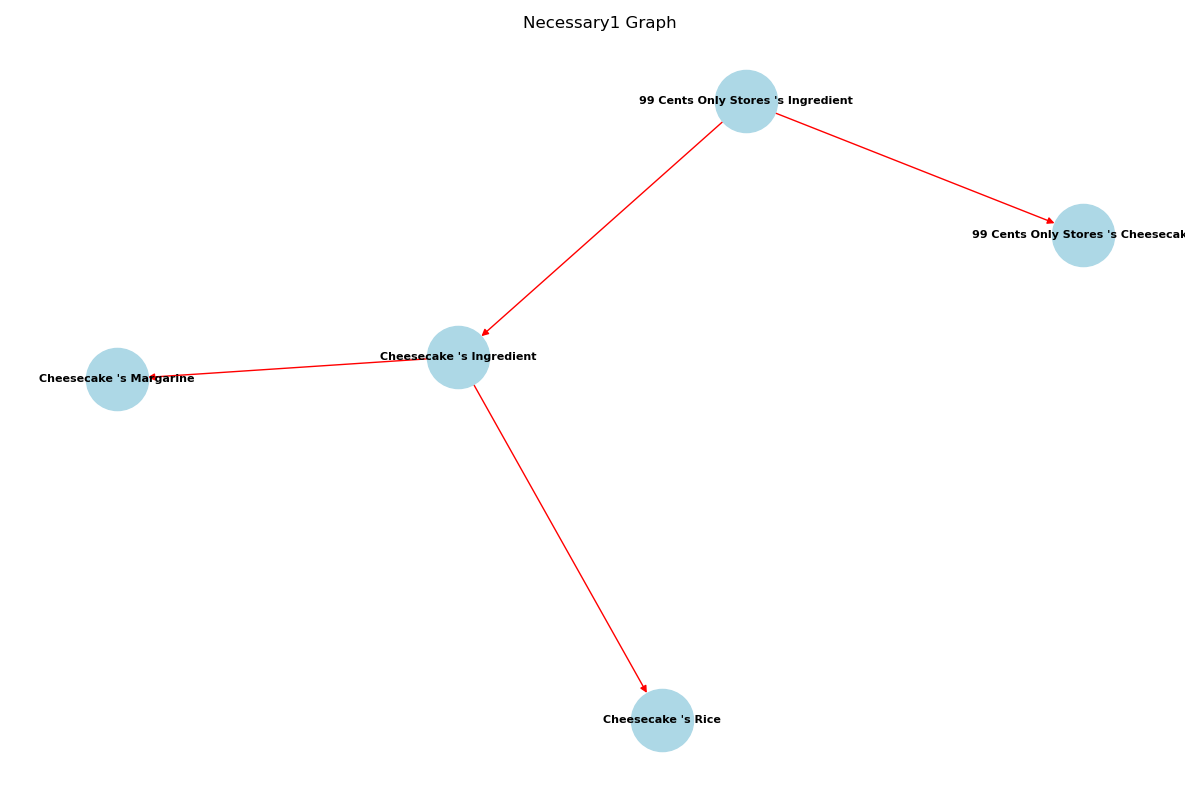 Necessary1 Graph
99 Cents Only Stores 's Ingredient
99 Cents Only Stores 's Cheesecak
Cheesecake 's Ingredient
Cheesecake 's Margarine
Cheesecake 's Rice